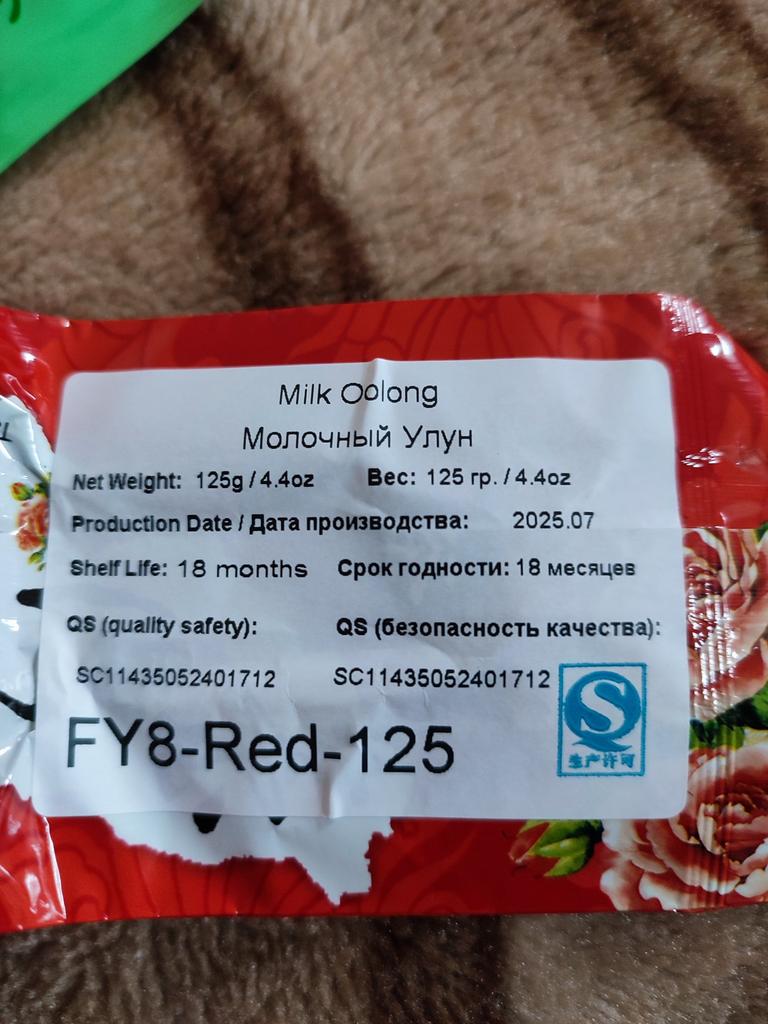 Milk Oolong
Молочный Улун
Net Weight: 125g / 4.4oz Вес: 125 гр. / 4.4oz
Production Date / Дата производства: 2025.07
Shelf Life: 18 months Срок годности: 18 месяцев
QS (quality safety): QS (безопасность качества):
SC11435052401712 SC11435052401712
FY8-Red-125
生产许可